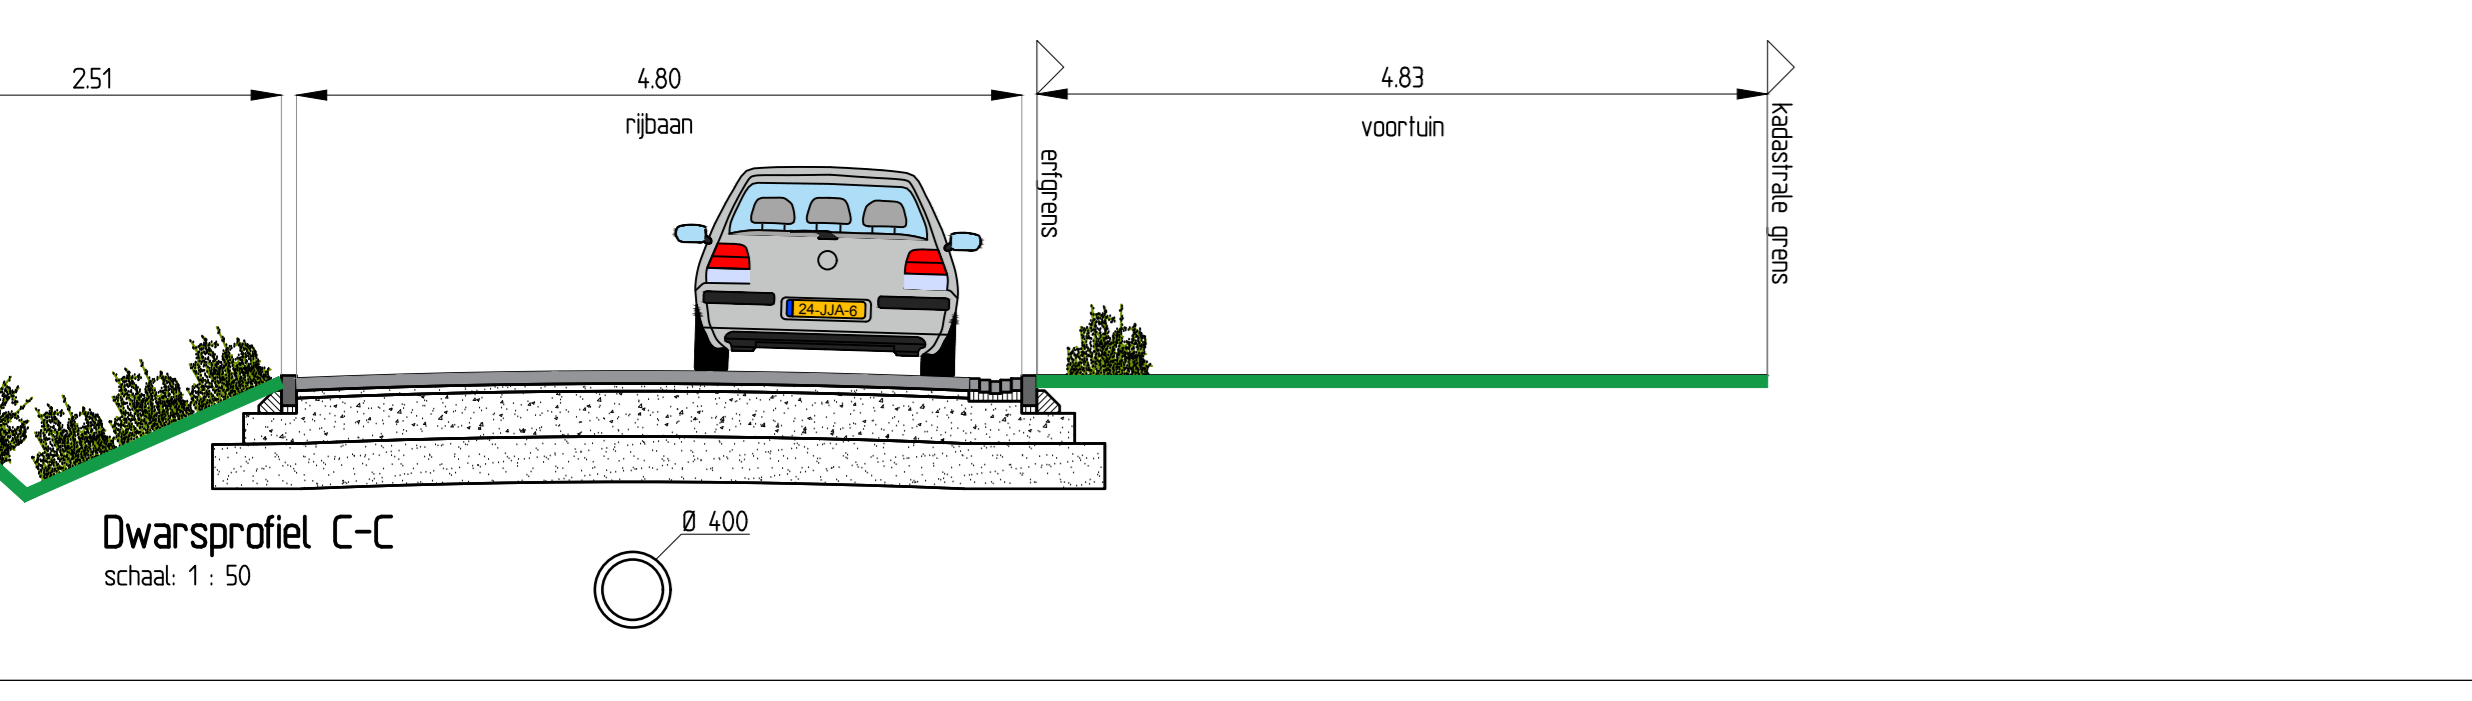 2.51
4.80
4.83
rijbaan
voortuin
erfgrens
kadastrale grens
24-JJA-6
Dwarsprofiel C-C
schaal: 1 : 50
Ø 400